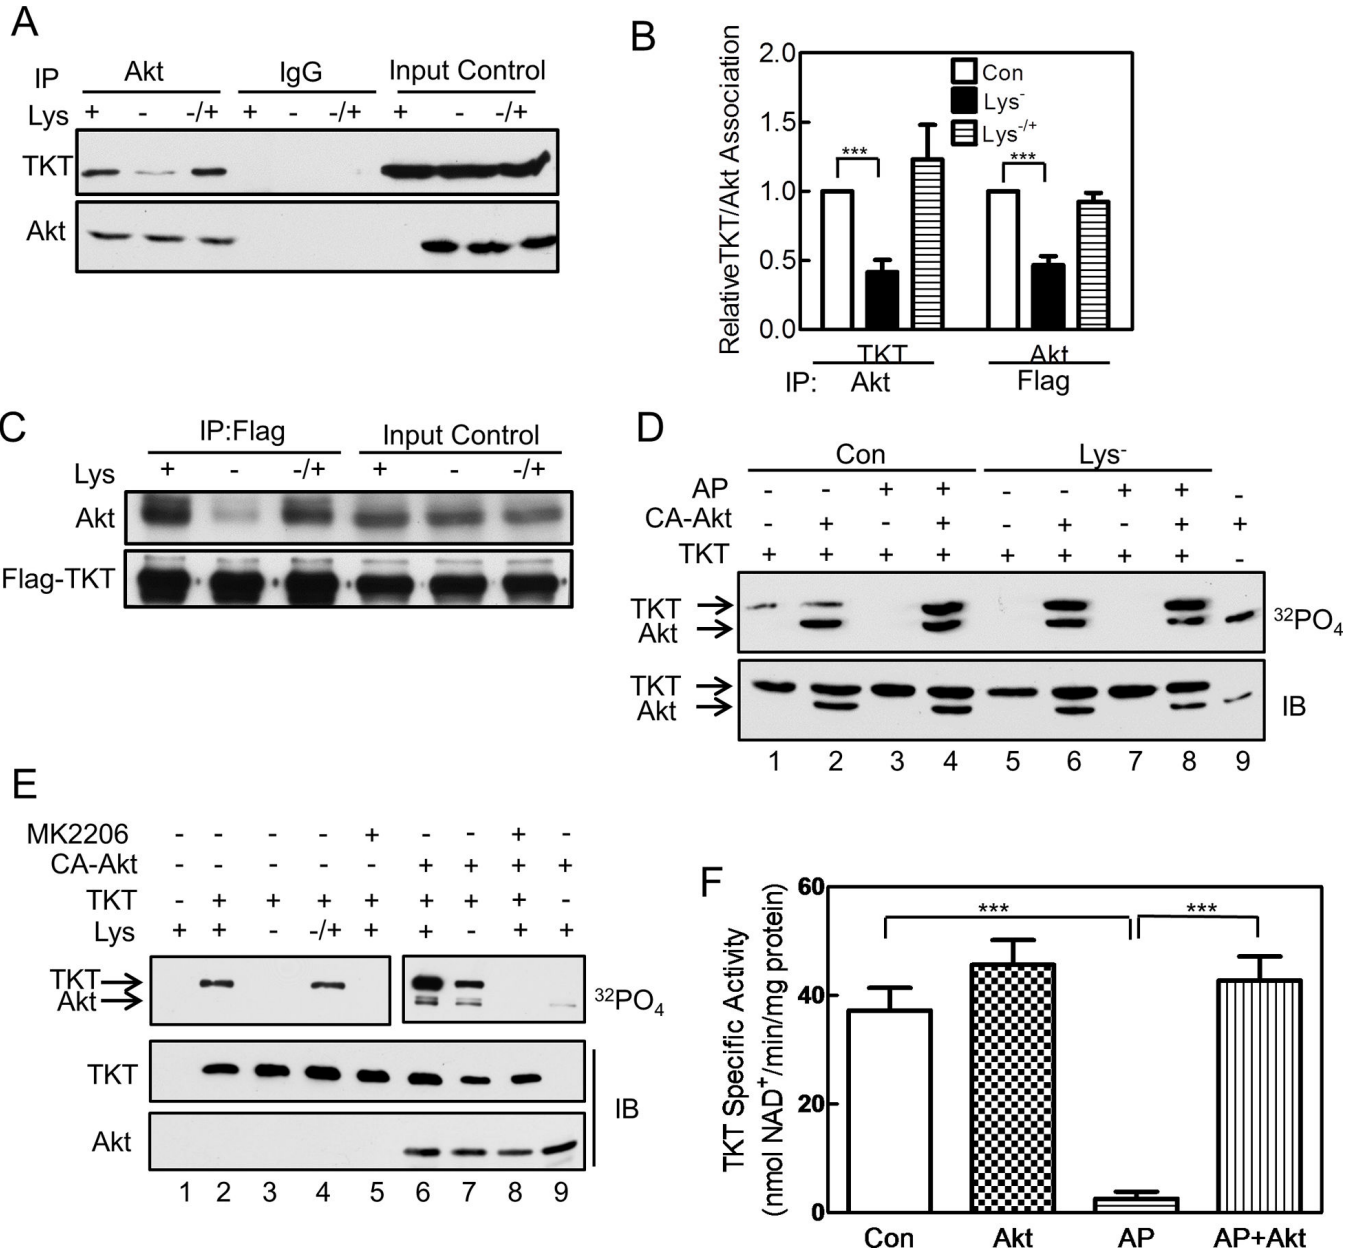 A
IP Akt IgG Input Control
Lys + - -/+ + - -/+ + - -/+
TKT
Akt
B
RelativeTKT/Akt Association
2.0
1.5
1.0
0.5
0.0
Con
Lys-
Lys-/+
*** ***
TKT Akt
IP: Akt Flag
C
IP:Flag Input Control
Lys + - -/+ + - -/+
Akt
Flag-TKT
D
Con Lys-
AP - - + + - - + + -
CA-Akt - + - + - + - + +
TKT + + + + + + + + -
TKT
Akt
32PO4
TKT
Akt
IB
1 2 3 4 5 6 7 8 9
E
MK2206 - - - - + - - + -
CA-Akt - - - - - + + + +
TKT - + + + + + + + -
Lys + + - -/+ + + - + +
TKT
Akt
32PO4
TKT
Akt
IB
1 2 3 4 5 6 7 8 9
F
TKT Specific Activity
(nmol NAD+/min/mg protein)
60
40
20
0
*** ***
Con Akt AP AP+Akt